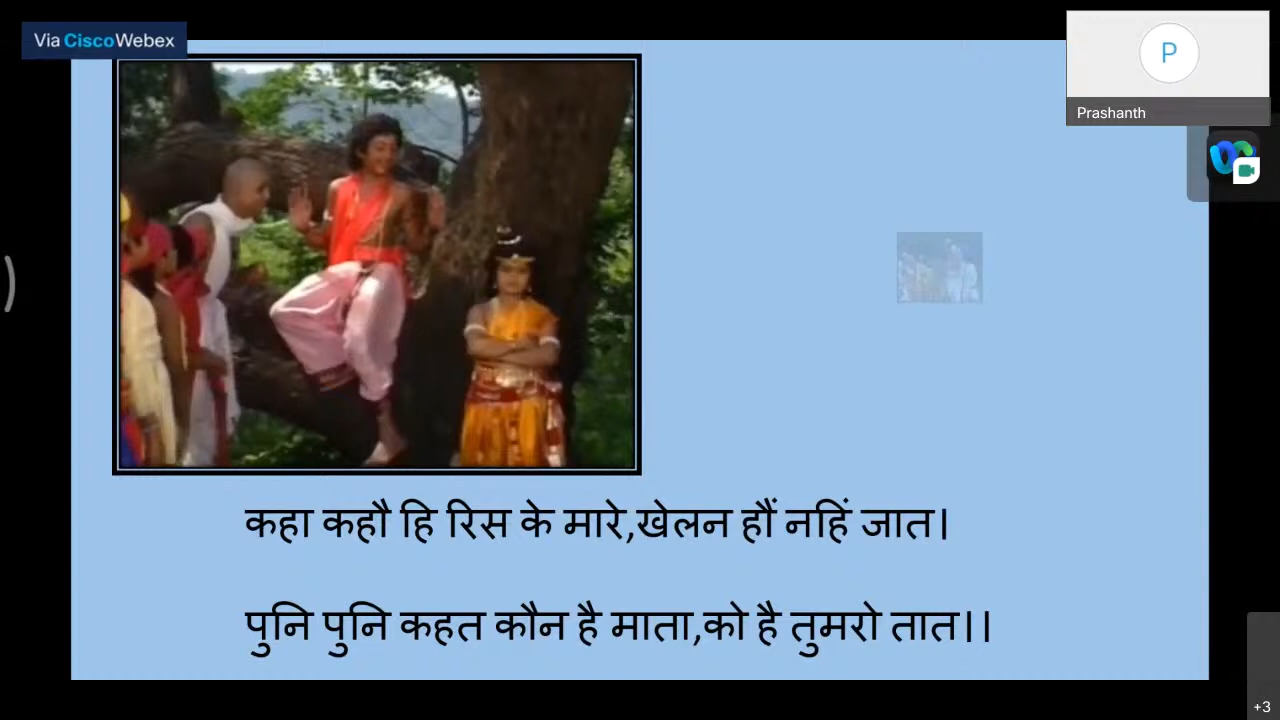 Via CiscoWebex
P
Prashanth
कहा कहौ हि रिस के मारे,खेलन हौं नहिं जात।
पुनि पुनि कहत कौन है माता,को है तुमरो तात।।
+3